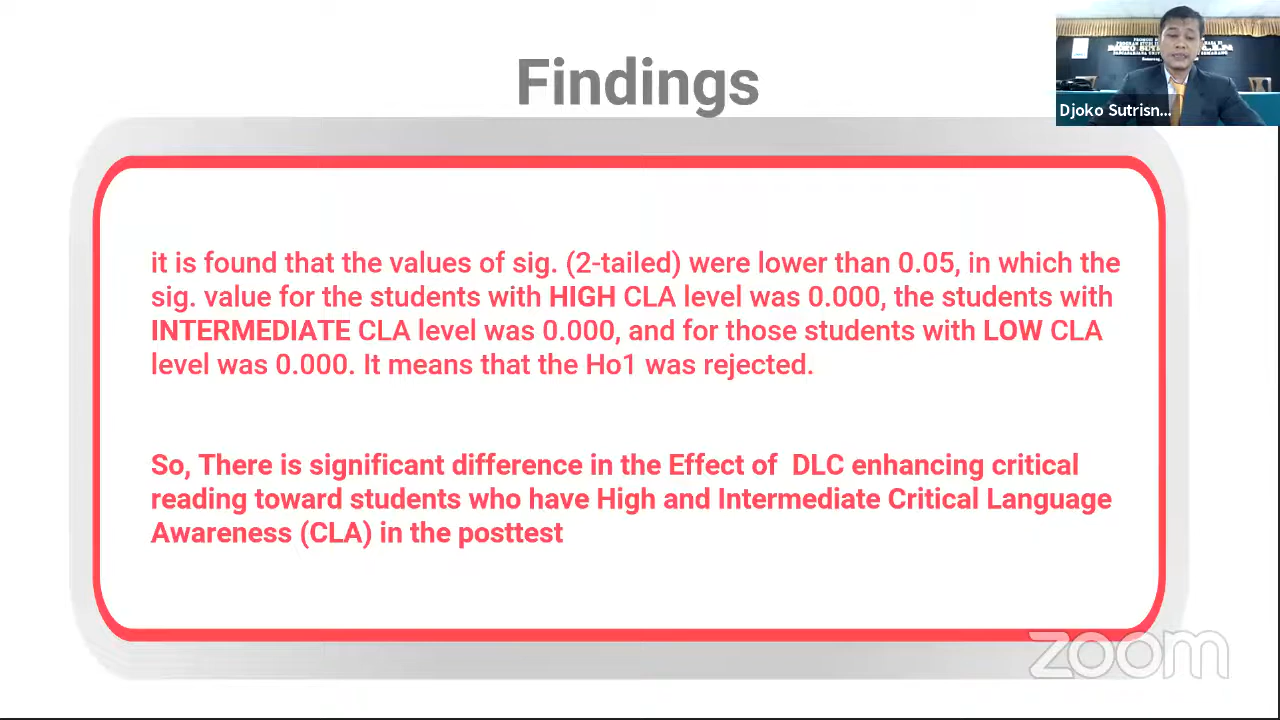 Findings
Djoko Sutrisn...
it is found that the values of sig. (2-tailed) were lower than 0.05, in which the
sig. value for the students with HIGH CLA level was 0.000, the students with
INTERMEDIATE CLA level was 0.000, and for those students with LOW CLA
level was 0.000. It means that the Ho1 was rejected.
So, There is significant difference in the Effect of DLC enhancing critical
reading toward students who have High and Intermediate Critical Language
Awareness (CLA) in the posttest
zoom